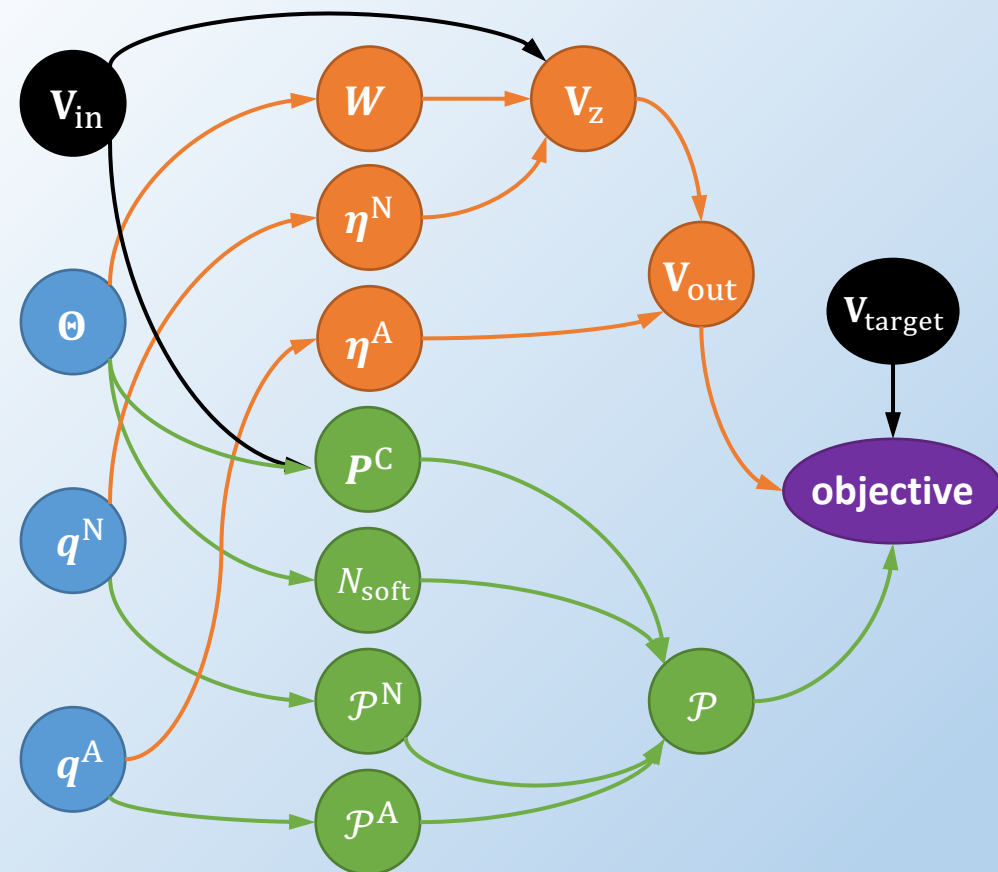 V_in
W
V_z
η^N
V_out
Θ
η^A
V_target
P^C
objective
q^N
N_soft
𝒫^N
𝒫
q^A
𝒫^A